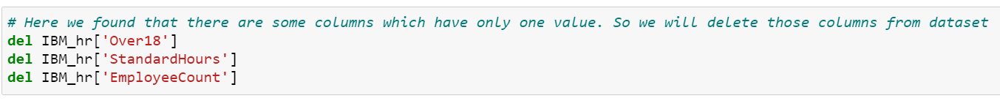 # Here we found that there are some columns which have only one value. So we will delete those columns from dataset
del IBM_hr['Over18']
del IBM_hr['StandardHours']
del IBM_hr['EmployeeCount']